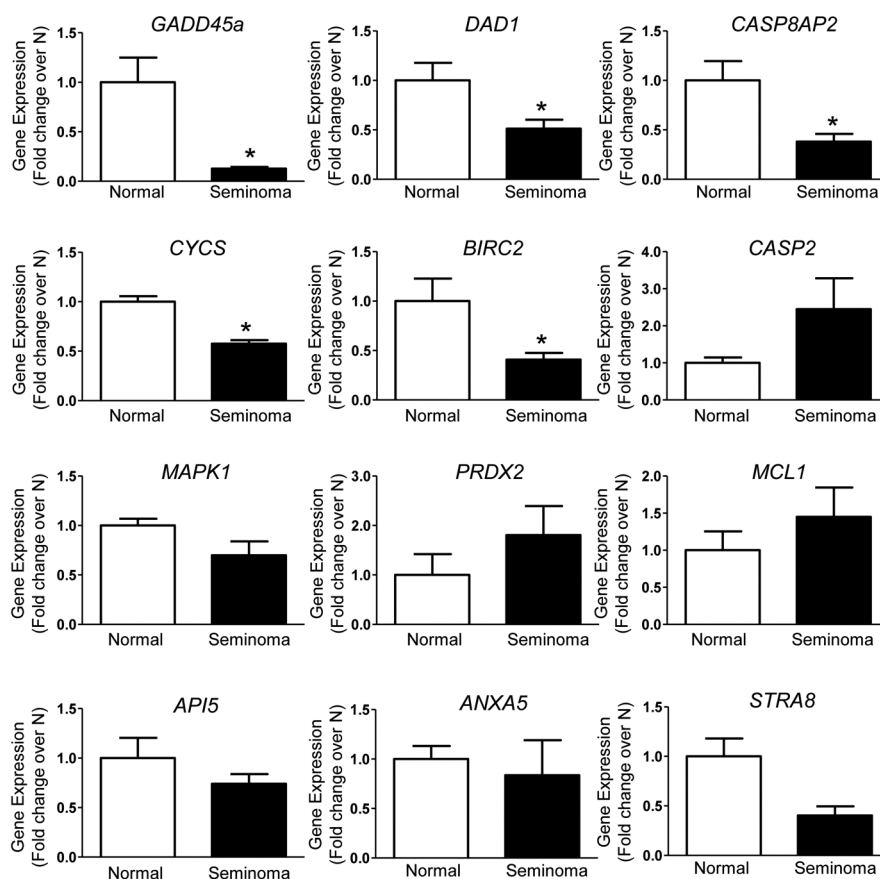 GADD45a
Gene Expression
(Fold change over N)
1.5
1.0
0.5
0.0
*
Normal
Seminoma
DAD1
Gene Expression
(Fold change over N)
1.5
1.0
0.5
0.0
*
Normal
Seminoma
CASP8AP2
Gene Expression
(Fold change over N)
1.5
1.0
0.5
0.0
*
Normal
Seminoma
CYCS
Gene Expression
(Fold change over N)
1.5
1.0
0.5
0.0
*
Normal
Seminoma
BIRC2
Gene Expression
(Fold change over N)
1.5
1.0
0.5
0.0
*
Normal
Seminoma
CASP2
Gene Expression
(Fold change over N)
4.0
3.0
2.0
1.0
0.0
Normal
Seminoma
MAPK1
Gene Expression
(Fold change over N)
1.5
1.0
0.5
0.0
Normal
Seminoma
PRDX2
Gene Expression
(Fold change over N)
3.0
2.0
1.0
0.0
Normal
Seminoma
MCL1
Gene Expression
(Fold change over N)
2.0
1.5
1.0
0.5
0.0
Normal
Seminoma
API5
Gene Expression
(Fold change over N)
1.5
1.0
0.5
0.0
Normal
Seminoma
ANXA5
Gene Expression
(Fold change over N)
1.5
1.0
0.5
0.0
Normal
Seminoma
STRA8
Gene Expression
(Fold change over N)
1.5
1.0
0.5
0.0
Normal
Seminoma